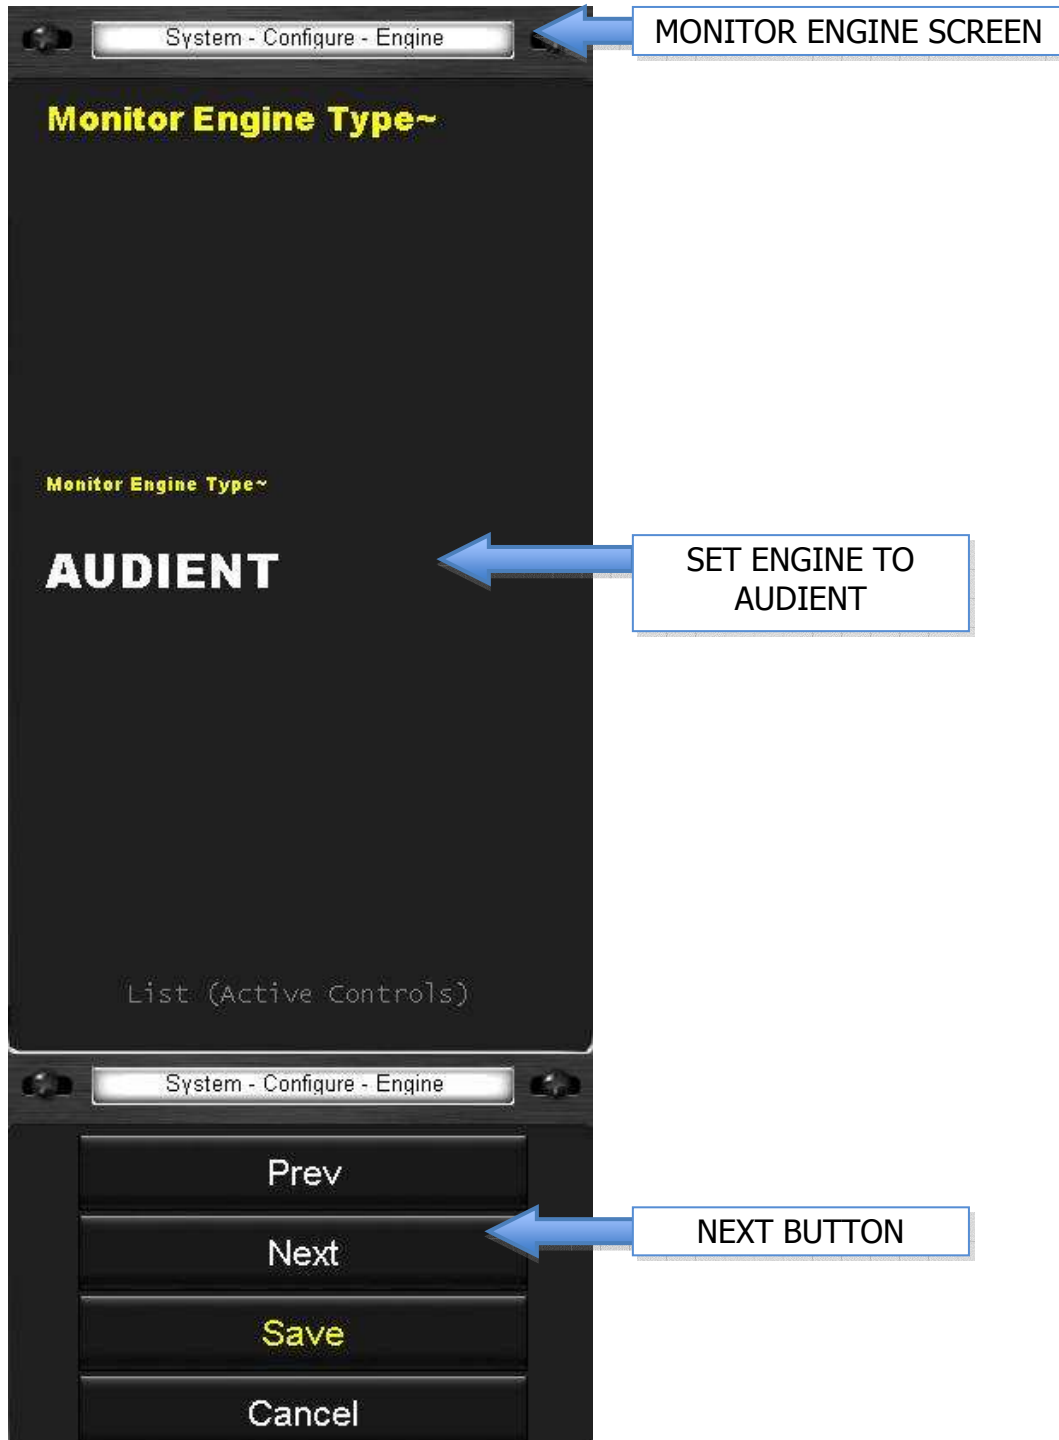 System - Configure - Engine
MONITOR ENGINE SCREEN
Monitor Engine Type~
Monitor Engine Type~
AUDIENT
SET ENGINE TO
AUDIENT
List (Active Controls)
System - Configure - Engine
Prev
Next
NEXT BUTTON
Save
Cancel